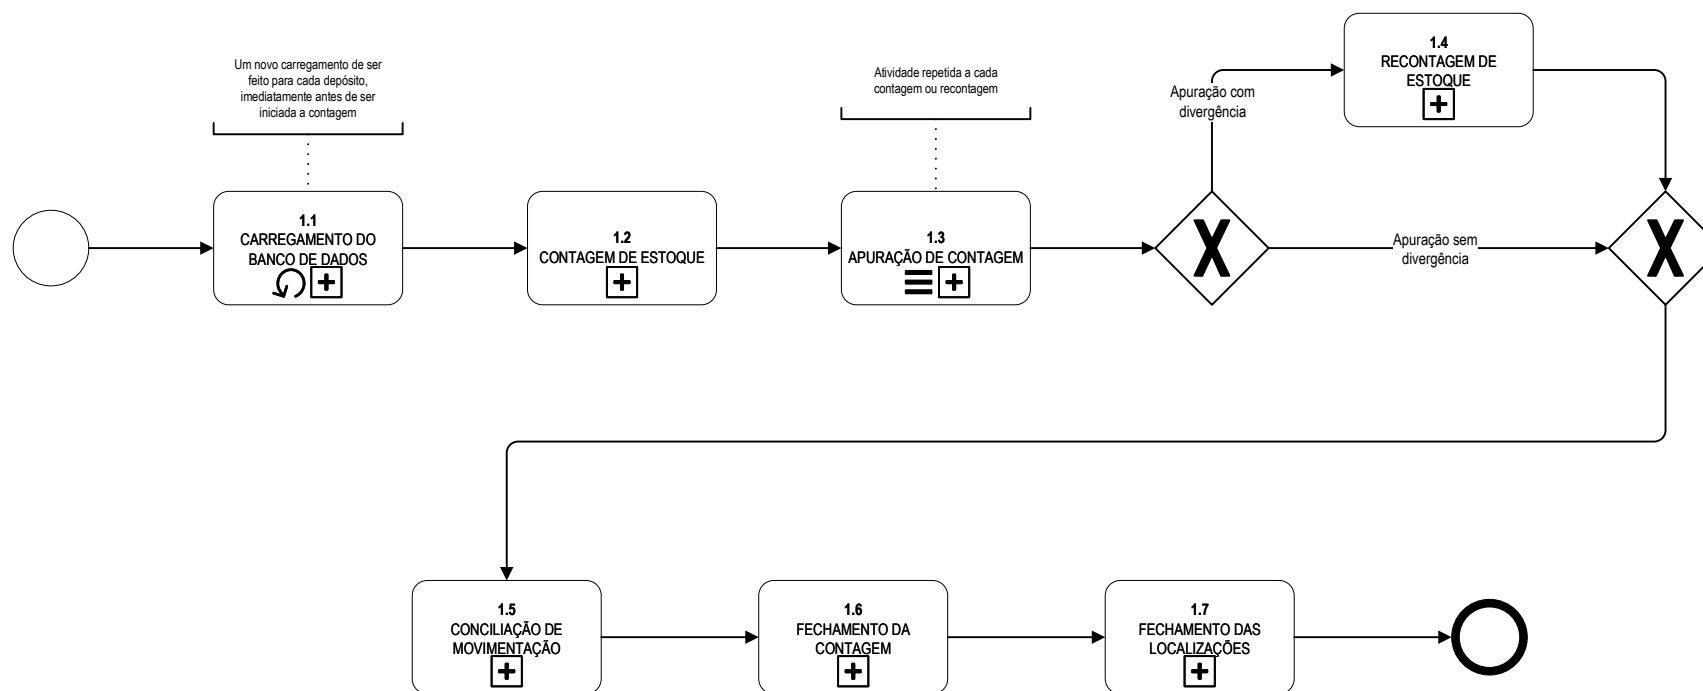 Um novo carregamento de ser
feito para cada depósito,
imediatamente antes de ser
iniciada a contagem
Atividade repetida a cada
contagem ou recontagem
1.4
RECONTAGEM DE
ESTOQUE
Apuração com
divergência
1.1
CARREGAMENTO DO
BANCO DE DADOS
1.2
CONTAGEM DE ESTOQUE
1.3
APURAÇÃO DE CONTAGEM
Apuração sem
divergência
1.5
CONCILIAÇÃO DE
MOVIMENTAÇÃO
1.6
FECHAMENTO DA
CONTAGEM
1.7
FECHAMENTO DAS
LOCALIZAÇÕES